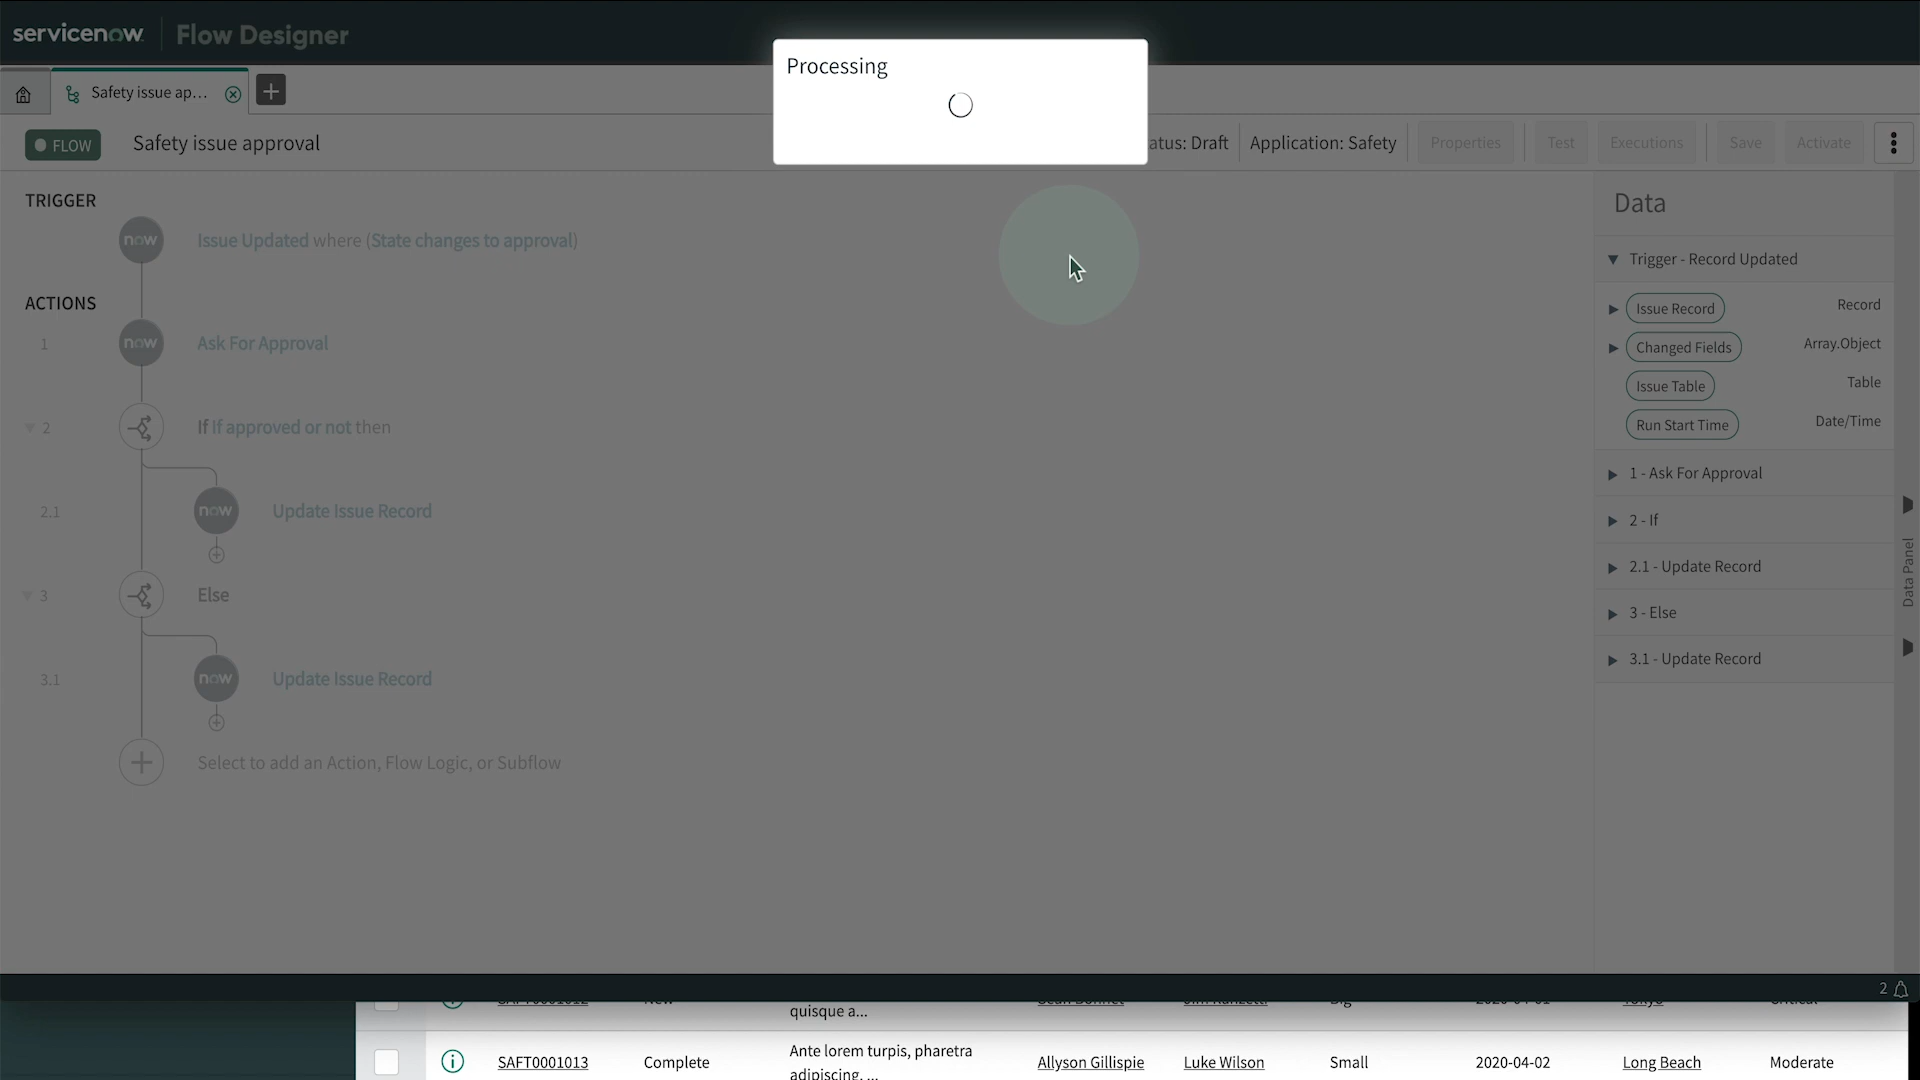 servicenow
Flow Designer
Processing
Safety issue ap...
FLOW
Safety issue approval
atus: Draft
Application: Safety
Properties
Test
Executions
Save
Activate
TRIGGER
now
Issue Updated where (State changes to approval)
ACTIONS
1
now
Ask For Approval
2
If If approved or not then
2.1
now
Update Issue Record
3
Else
3.1
now
Update Issue Record
Select to add an Action, Flow Logic, or Subflow
Data
Trigger - Record Updated
Issue Record
Record
Changed Fields
Array.Object
Issue Table
Table
Run Start Time
Date/Time
1 - Ask For Approval
2 - If
2.1 - Update Record
3 - Else
3.1 - Update Record
Data Panel
2
quisque a...
SAFT0001013
Complete
Ante lorem turpis, pharetra
adipiscing, ...
Allyson Gillispie
Luke Wilson
Small
2020-04-02
Long Beach
Moderate